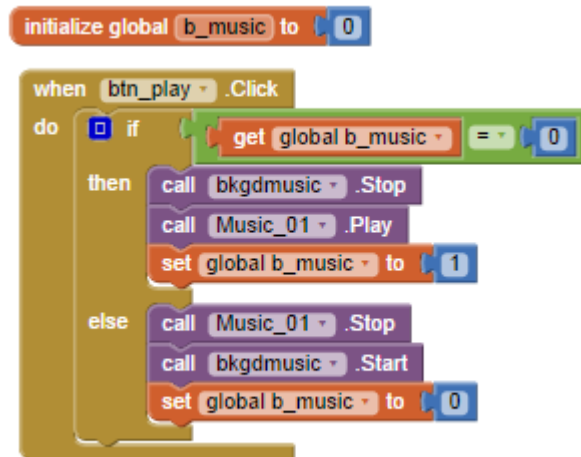 initialize global b_music to 0
when btn_play .Click
do if get global b_music = 0
then call bkgdmusic .Stop
call Music_01 .Play
set global b_music to 1
else call Music_01 .Stop
call bkgdmusic .Start
set global b_music to 0